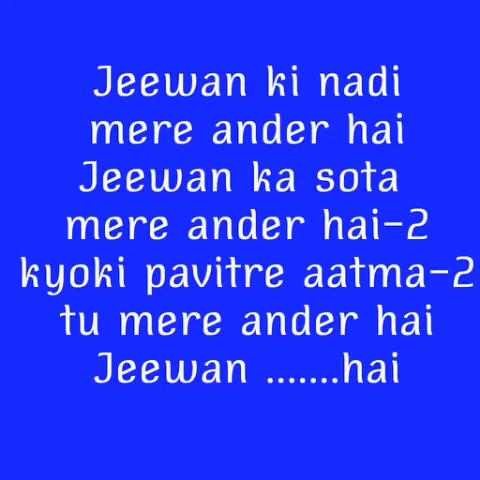 Jeewan ki nadi
mere ander hai
Jeewan ka sota
mere ander hai-2
kyoki pavitre aatma-2
tu mere ander hai
Jeewan .......hai